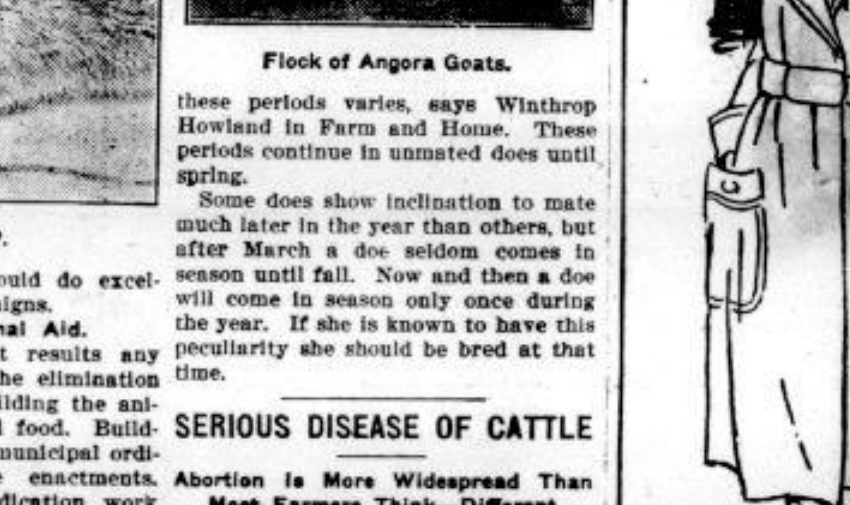 Flock of Angora Goats.
these periods varies, says Winthrop
Howland in Farm and Home. These
periods continue in unmated does until
spring.
Some does show inclination to mate
much later in the year than others, but
after March a doe seldom comes in
season until fall. Now and then a doe
will come in season only once during
the year. If she is known to have this
peculiarity she should be bred at that
time.
SERIOUS DISEASE OF CATTLE
Abortion Is More Widespread Than
Most Farmers Think—Different
do excel-
Aid.
results any
elimination
the ani-
food. Build-
municipal ordi-
enactments.
work